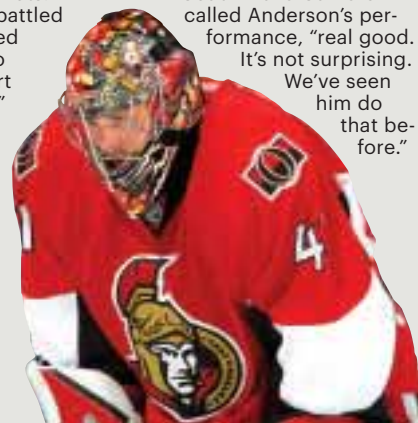 battled
ed
rt
”
called Anderson's per-
formance, “real good.
It's not surprising.
We've seen
him do
that be-
fore.”
4